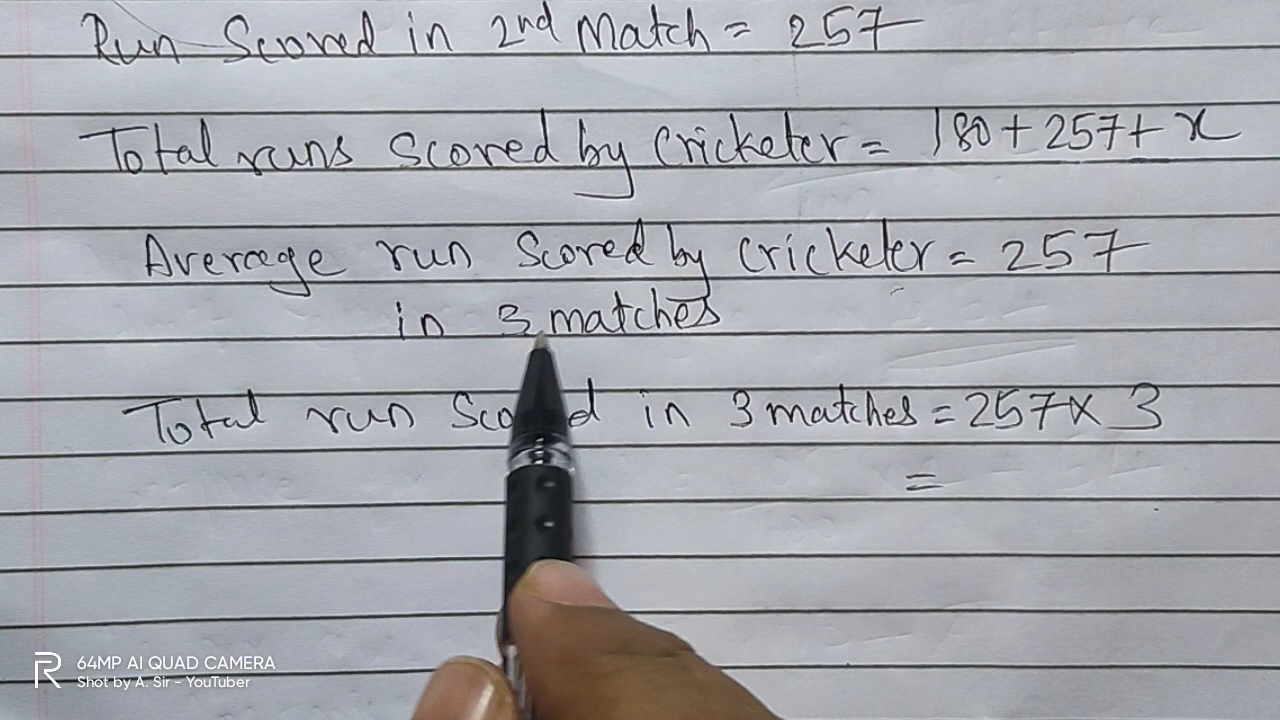 Run Scored in 2nd Match = 257
Total runs scored by Cricketer = 180 + 257 + x
Average run Scored by cricketer = 257
in 3 matches
Total run Sco d in 3 matches = 257 x 3
=
64MP AI QUAD CAMERA
Shot by A. Sir - YouTuber